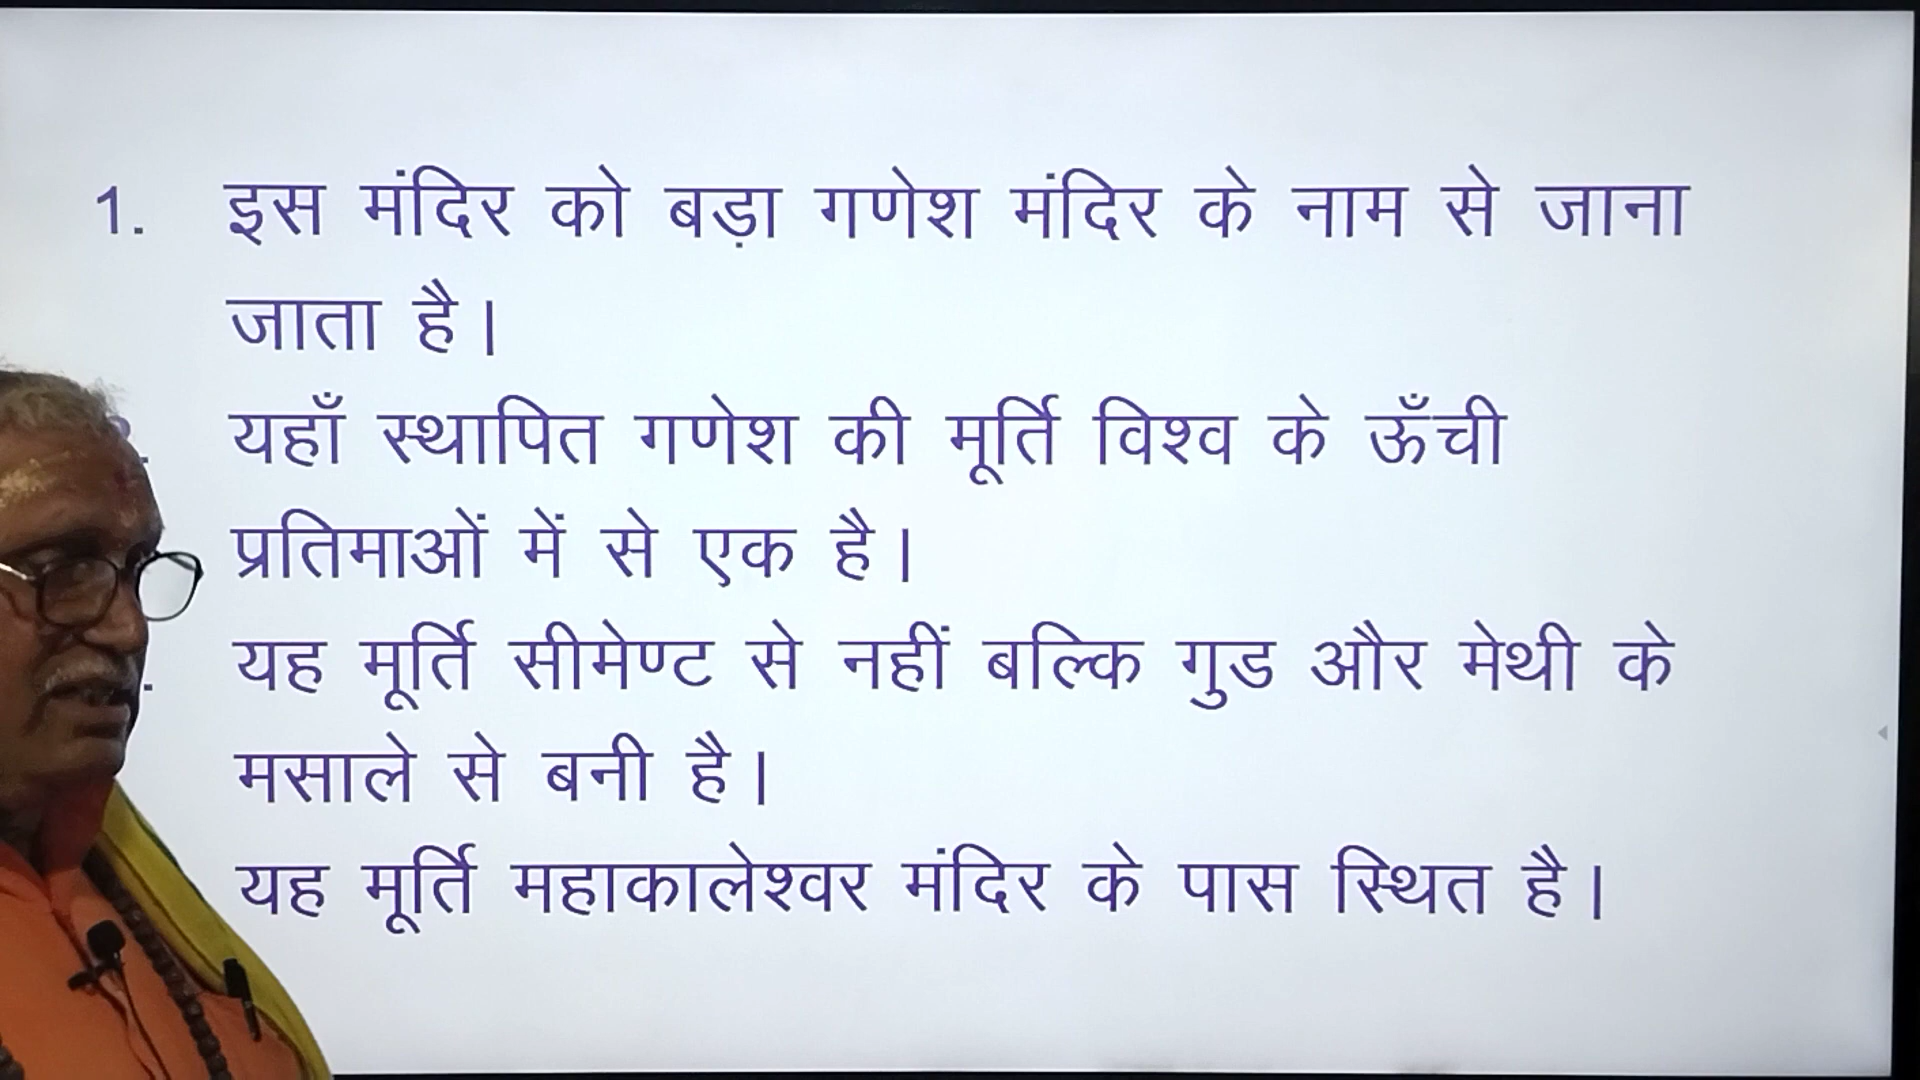 1. इस मंदिर को बड़ा गणेश मंदिर के नाम से जाना
जाता है।
यहाँ स्थापित गणेश की मूर्ति विश्व के ऊँची
प्रतिमाओं में से एक है।
यह मूर्ति सीमेण्ट से नहीं बल्कि गुड और मेथी के
मसाले से बनी है।
यह मूर्ति महाकालेश्वर मंदिर के पास स्थित है।